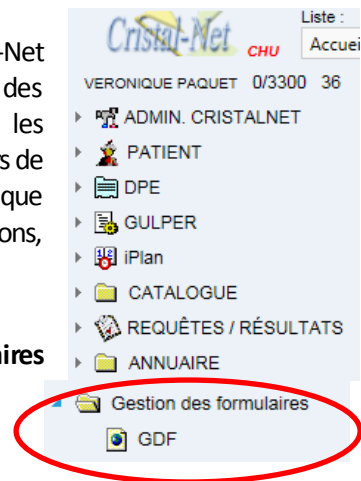 -Net
des
les
s de
que
ons,
aires
Liste :
Cristal-Net CHU
Accuei
VERONIQUE PAQUET 0/3300 36
ADMIN. CRISTALNET
PATIENT
DPE
GULPER
iPlan
CATALOGUE
REQUÊTES / RÉSULTATS
ANNUAIRE
Gestion des formulaires
GDF